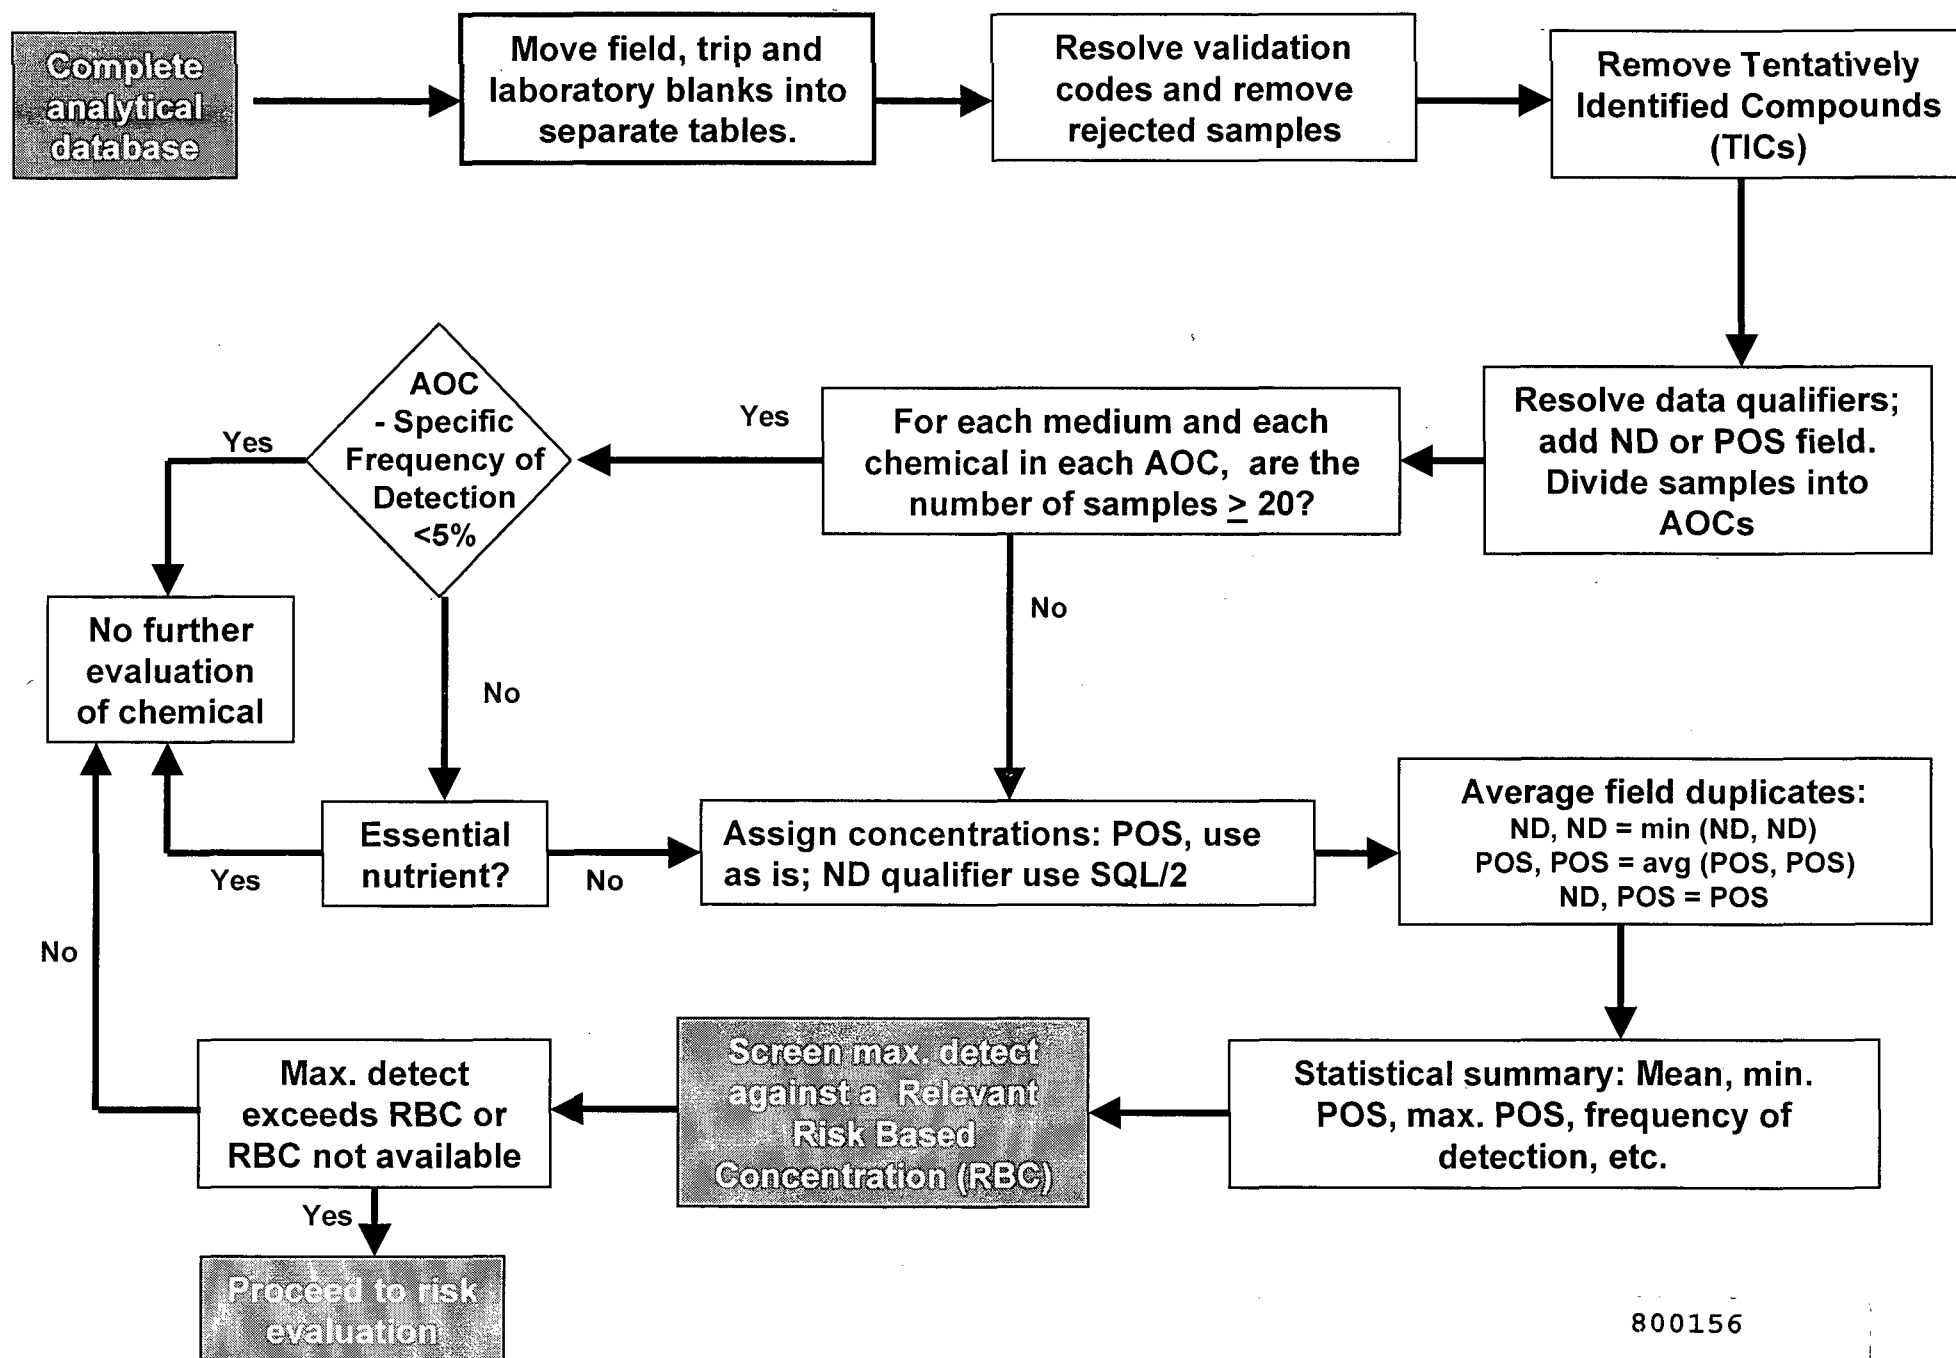 Complete
analytical
database
Move field, trip and
laboratory blanks into
separate tables.
Resolve validation
codes and remove
rejected samples
Remove Tentatively
Identified Compounds
(TICs)
Resolve data qualifiers;
add ND or POS field.
Divide samples into
AOCs
For each medium and each
chemical in each AOC, are the
number of samples ≥ 20?
Yes
No
AOC
- Specific
Frequency of
Detection
<5%
Yes
No
No further
evaluation
of chemical
Essential
nutrient?
Yes
No
Assign concentrations: POS, use
as is; ND qualifier use SQL/2
Average field duplicates:
ND, ND = min (ND, ND)
POS, POS = avg (POS, POS)
ND, POS = POS
Statistical summary: Mean, min.
POS, max. POS, frequency of
detection, etc.
Screen max. detect
against a Relevant
Risk Based
Concentration (RBC)
Max. detect
exceeds RBC or
RBC not available
No
Yes
Proceed to risk
evaluation
800156